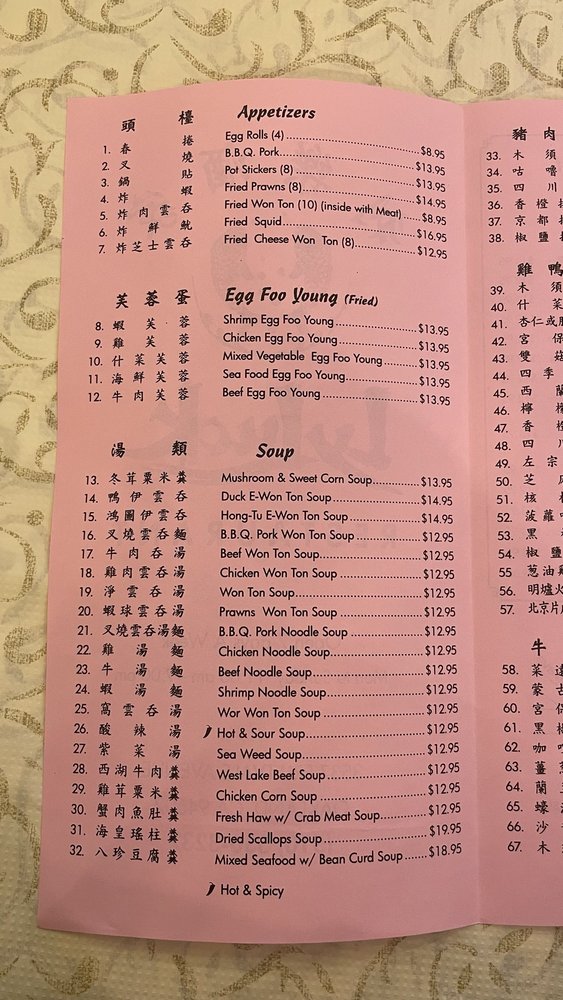 頭檯 Appetizers
1. 春捲 Egg Rolls (4) $8.95
2. 叉燒 B.B.Q. Pork $13.95
3. 鍋貼 Pot Stickers (8) $13.95
4. 炸蝦 Fried Prawns (8) $14.95
5. 炸肉雲吞 Fried Won Ton (10) (inside with Meat) $8.95
6. 炸鮮魷 Fried Squid $16.95
7. 炸芝士雲吞 Fried Cheese Won Ton (8) $12.95
芙蓉蛋 Egg Foo Young (Fried)
8. 蝦芙蓉 Shrimp Egg Foo Young $13.95
9. 雞芙蓉 Chicken Egg Foo Young $13.95
10. 什菜芙蓉 Mixed Vegetable Egg Foo Young $13.95
11. 海鮮芙蓉 Sea Food Egg Foo Young $13.95
12. 牛肉芙蓉 Beef Egg Foo Young $13.95
湯類 Soup
13. 冬茸粟米羹 Mushroom & Sweet Corn Soup $13.95
14. 鴨伊雲吞 Duck E-Won Ton Soup $14.95
15. 鴻圖伊雲吞 Hong-Tu E-Won Ton Soup $14.95
16. 叉燒雲吞麵 B.B.Q. Pork Won Ton Soup $12.95
17. 牛肉吞湯 Beef Won Ton Soup $12.95
18. 雞肉雲吞湯 Chicken Won Ton Soup $12.95
19. 淨雲吞湯 Won Ton Soup $12.95
20. 蝦球雲吞湯 Prawns Won Ton Soup $12.95
21. 叉燒雲吞湯麵 B.B.Q. Pork Noodle Soup $12.95
22. 雞湯麵 Chicken Noodle Soup $12.95
23. 牛湯麵 Beef Noodle Soup $12.95
24. 蝦湯麵 Shrimp Noodle Soup $12.95
25. 窩雲吞湯 Wor Won Ton Soup $12.95
26. 酸辣湯 Hot & Sour Soup $12.95
27. 紫菜湯 Sea Weed Soup $12.95
28. 西湖牛肉羹 West Lake Beef Soup $12.95
29. 雞茸粟米羹 Chicken Corn Soup $12.95
30. 蟹肉魚肚羹 Fresh Haw w/ Crab Meat Soup $12.95
31. 海皇瑤柱羹 Dried Scallops Soup $19.95
32. 八珍豆腐羹 Mixed Seafood w/ Bean Curd Soup $18.95
Hot & Spicy
豬肉
33. 木須
34. 咕嚕
35. 四川
36. 香橙
37. 京都
38. 椒鹽
雞鴨
39. 木須
40. 什菜
41. 杏仁或
42. 宮保
43. 雙菇
44. 四季
45. 西蘭
46. 檸
47. 香橙
48. 四川
49. 左宗
50. 芝
51. 核
52. 菠蘿
53. 黑
54. 椒鹽
55 蔥油
56. 明爐火
57. 北京片
牛
58. 菜遠
59. 蒙古
60. 宮保
61. 黑椒
62. 咖
63. 薑
64. 蘭
65. 蠔
66. 沙
67. 木